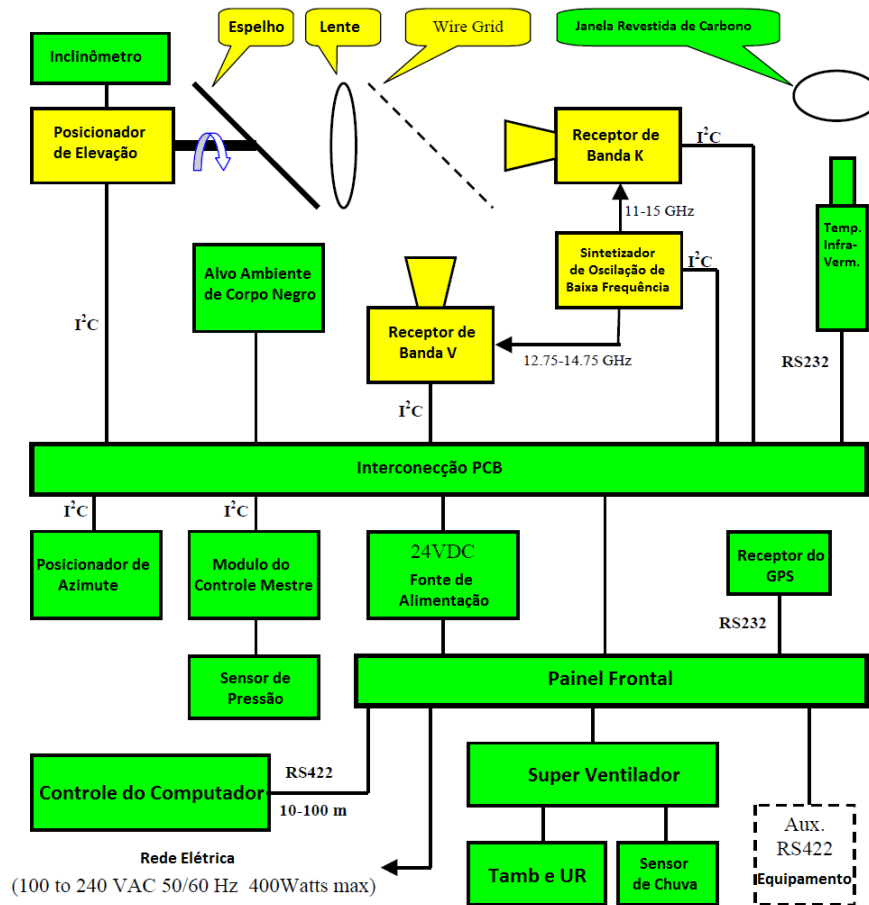 Espelho
Lente
Wire Grid
Janela Revestida de Carbono
Inclinômetro
Posicionador
de Elevação
Receptor de
Banda K
I²C
11-15 GHz
Temp.
Infra-
Verm.
Sintetizador
de Oscilação de
Baixa Frequência
I²C
Alvo Ambiente
de Corpo Negro
I²C
Receptor de
Banda V
12.75-14.75 GHz
RS232
I²C
Interconecção PCB
I²C
I²C
Posicionador de
Azimute
Modulo do
Controle Mestre
24VDC
Fonte de
Alimentação
Receptor do
GPS
RS232
Sensor de
Pressão
Painel Frontal
Controle do Computador
RS422
10-100 m
Super Ventilador
Rede Elétrica
(100 to 240 VAC 50/60 Hz 400Watts max)
Tamb e UR
Sensor
de Chuva
Aux.
RS422
Equipamento